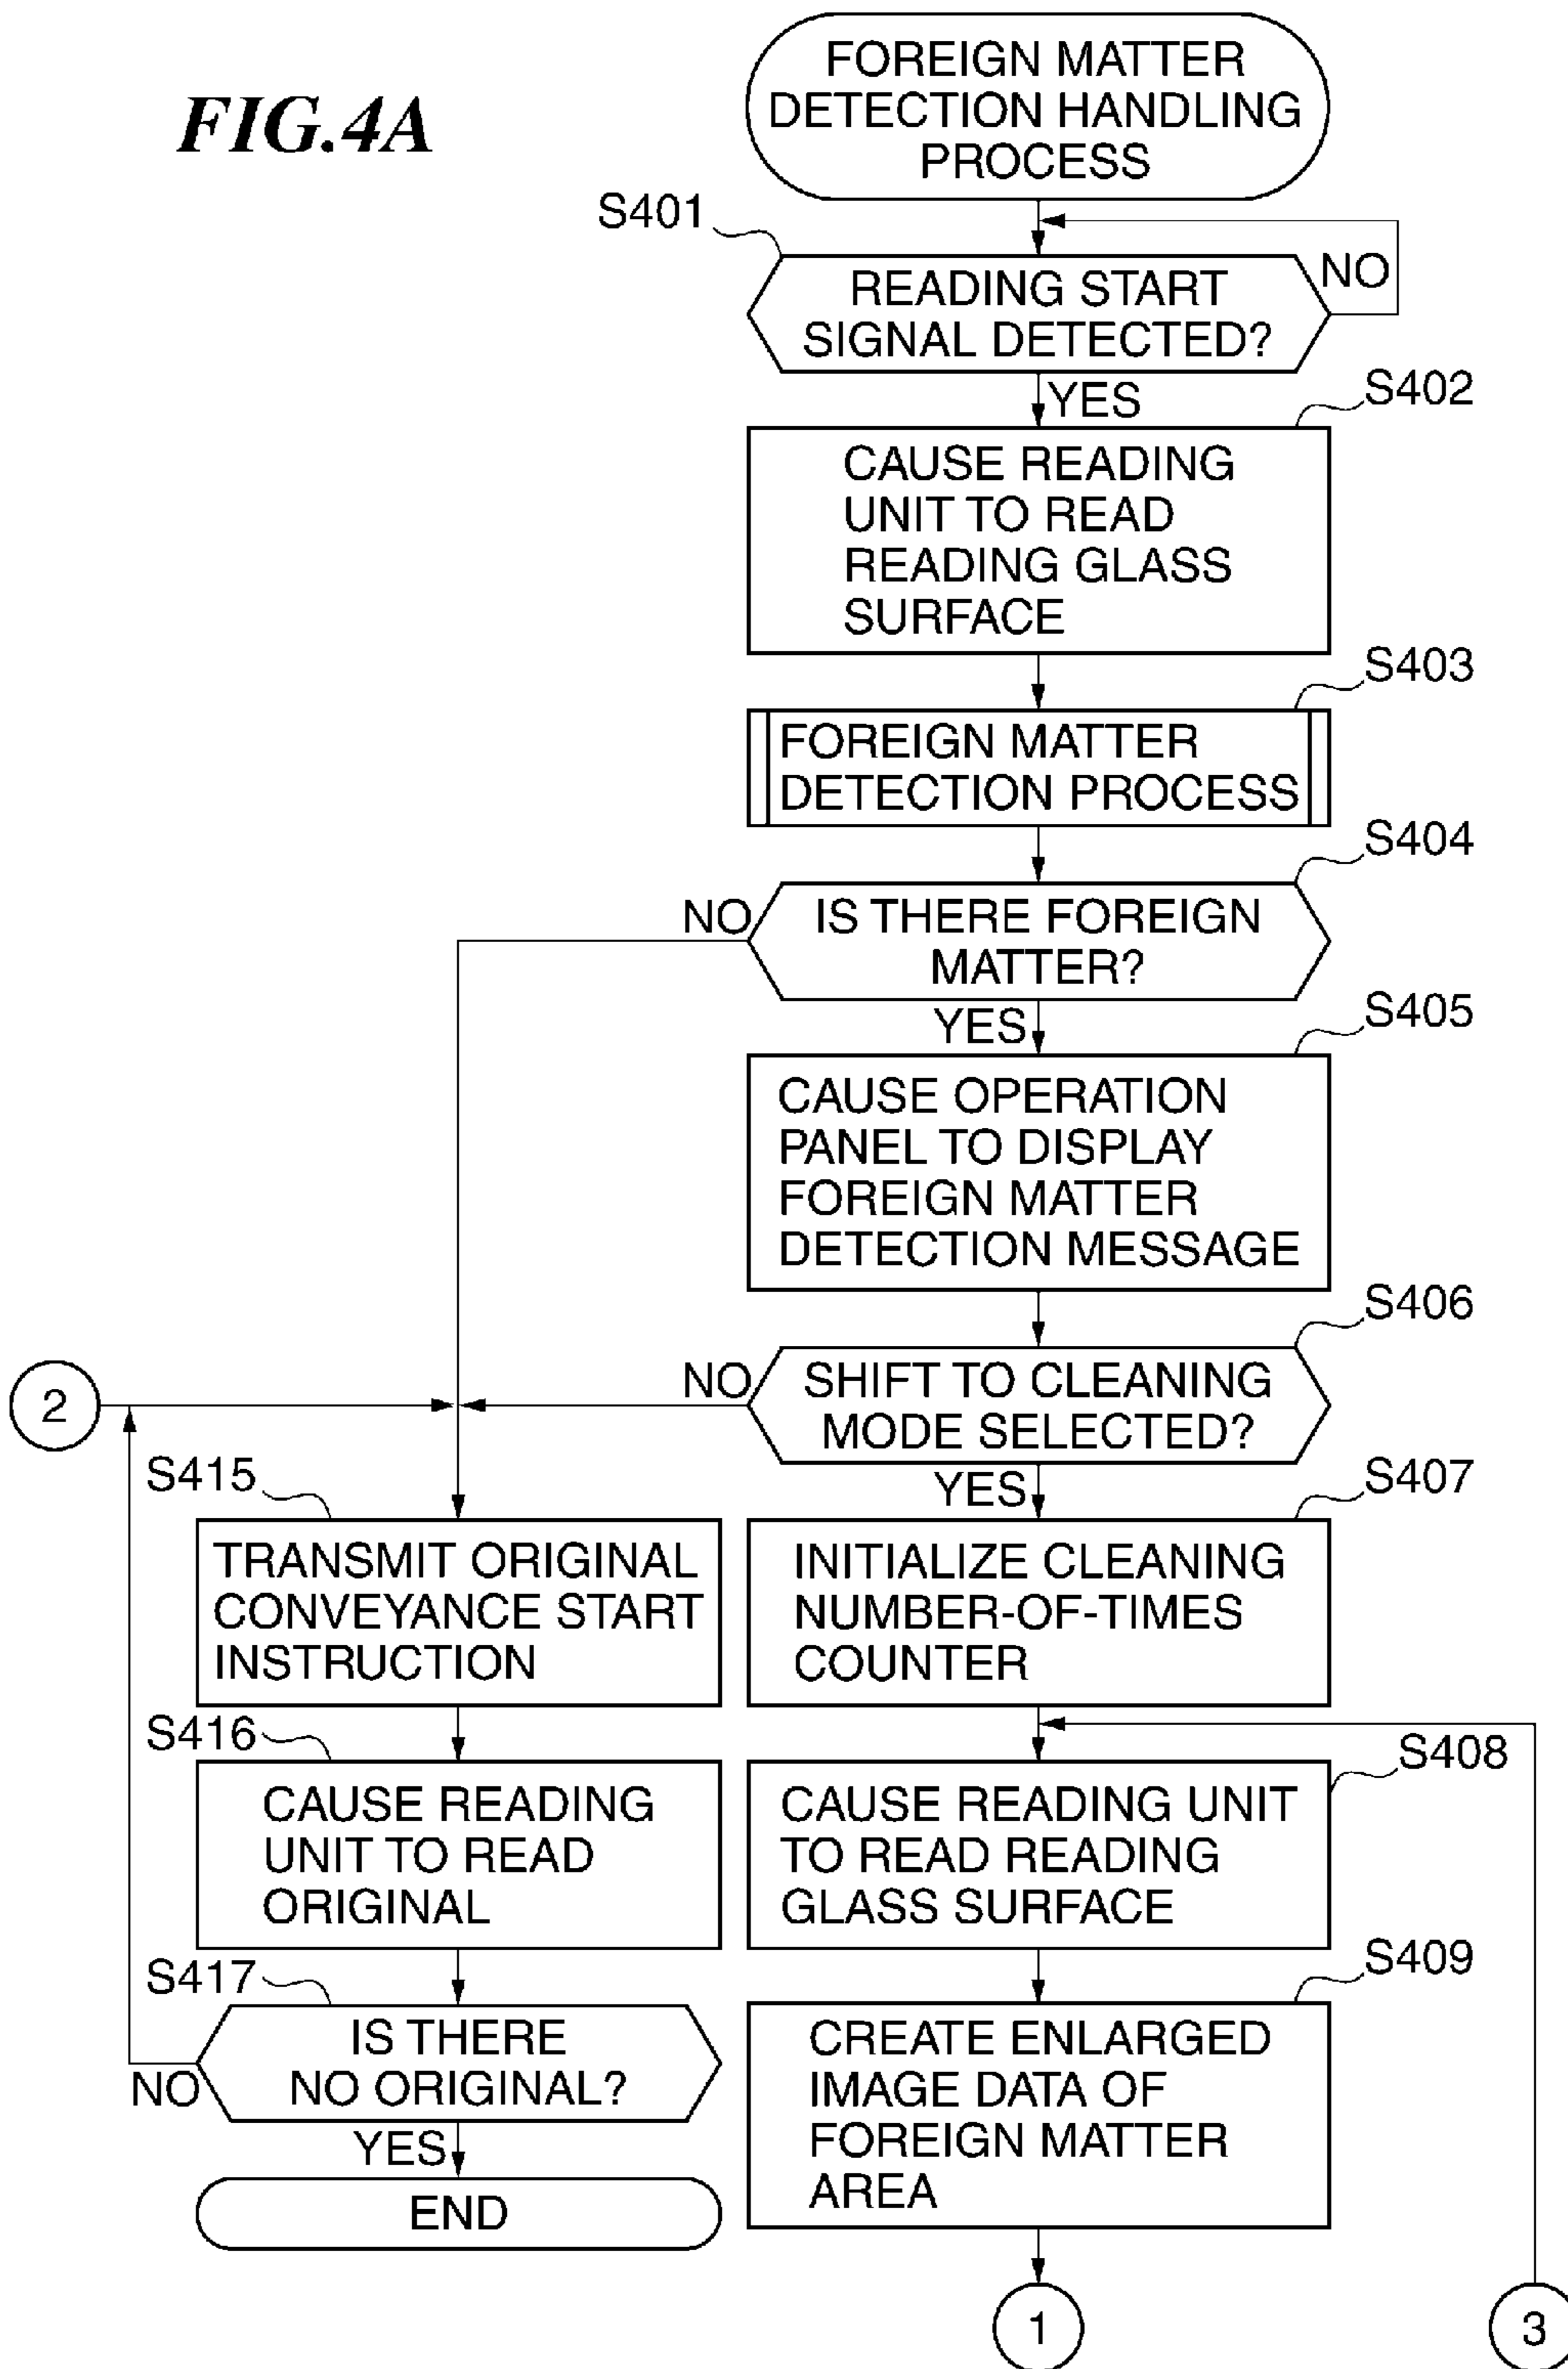 FIG.4A
FOREIGN MATTER
DETECTION HANDLING
PROCESS
S401
READING START
SIGNAL DETECTED?
NO
YES
S402
CAUSE READING
UNIT TO READ
READING GLASS
SURFACE
S403
FOREIGN MATTER
DETECTION PROCESS
S404
NO
IS THERE FOREIGN
MATTER?
YES
S405
CAUSE OPERATION
PANEL TO DISPLAY
FOREIGN MATTER
DETECTION MESSAGE
S406
2
NO
SHIFT TO CLEANING
MODE SELECTED?
YES
S415
TRANSMIT ORIGINAL
CONVEYANCE START
INSTRUCTION
S407
INITIALIZE CLEANING
NUMBER-OF-TIMES
COUNTER
S416
CAUSE READING
UNIT TO READ
ORIGINAL
S408
CAUSE READING UNIT
TO READ READING
GLASS SURFACE
S417
IS THERE
NO ORIGINAL?
NO
YES
END
S409
CREATE ENLARGED
IMAGE DATA OF
FOREIGN MATTER
AREA
1
3